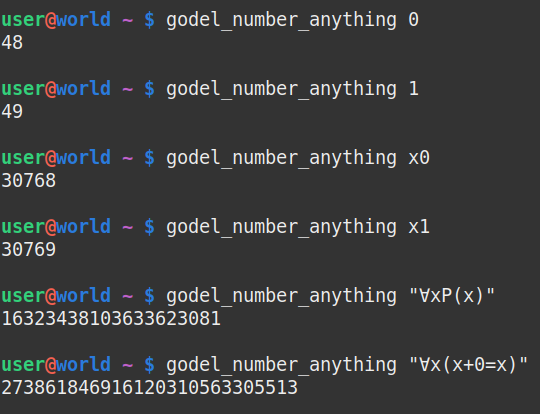 user@world ~ $ godel_number_anything 0
48
user@world ~ $ godel_number_anything 1
49
user@world ~ $ godel_number_anything x0
30768
user@world ~ $ godel_number_anything x1
30769
user@world ~ $ godel_number_anything "∀xP(x)"
16323438103633623081
user@world ~ $ godel_number_anything "∀x(x+0=x)"
273861846916120310563305513